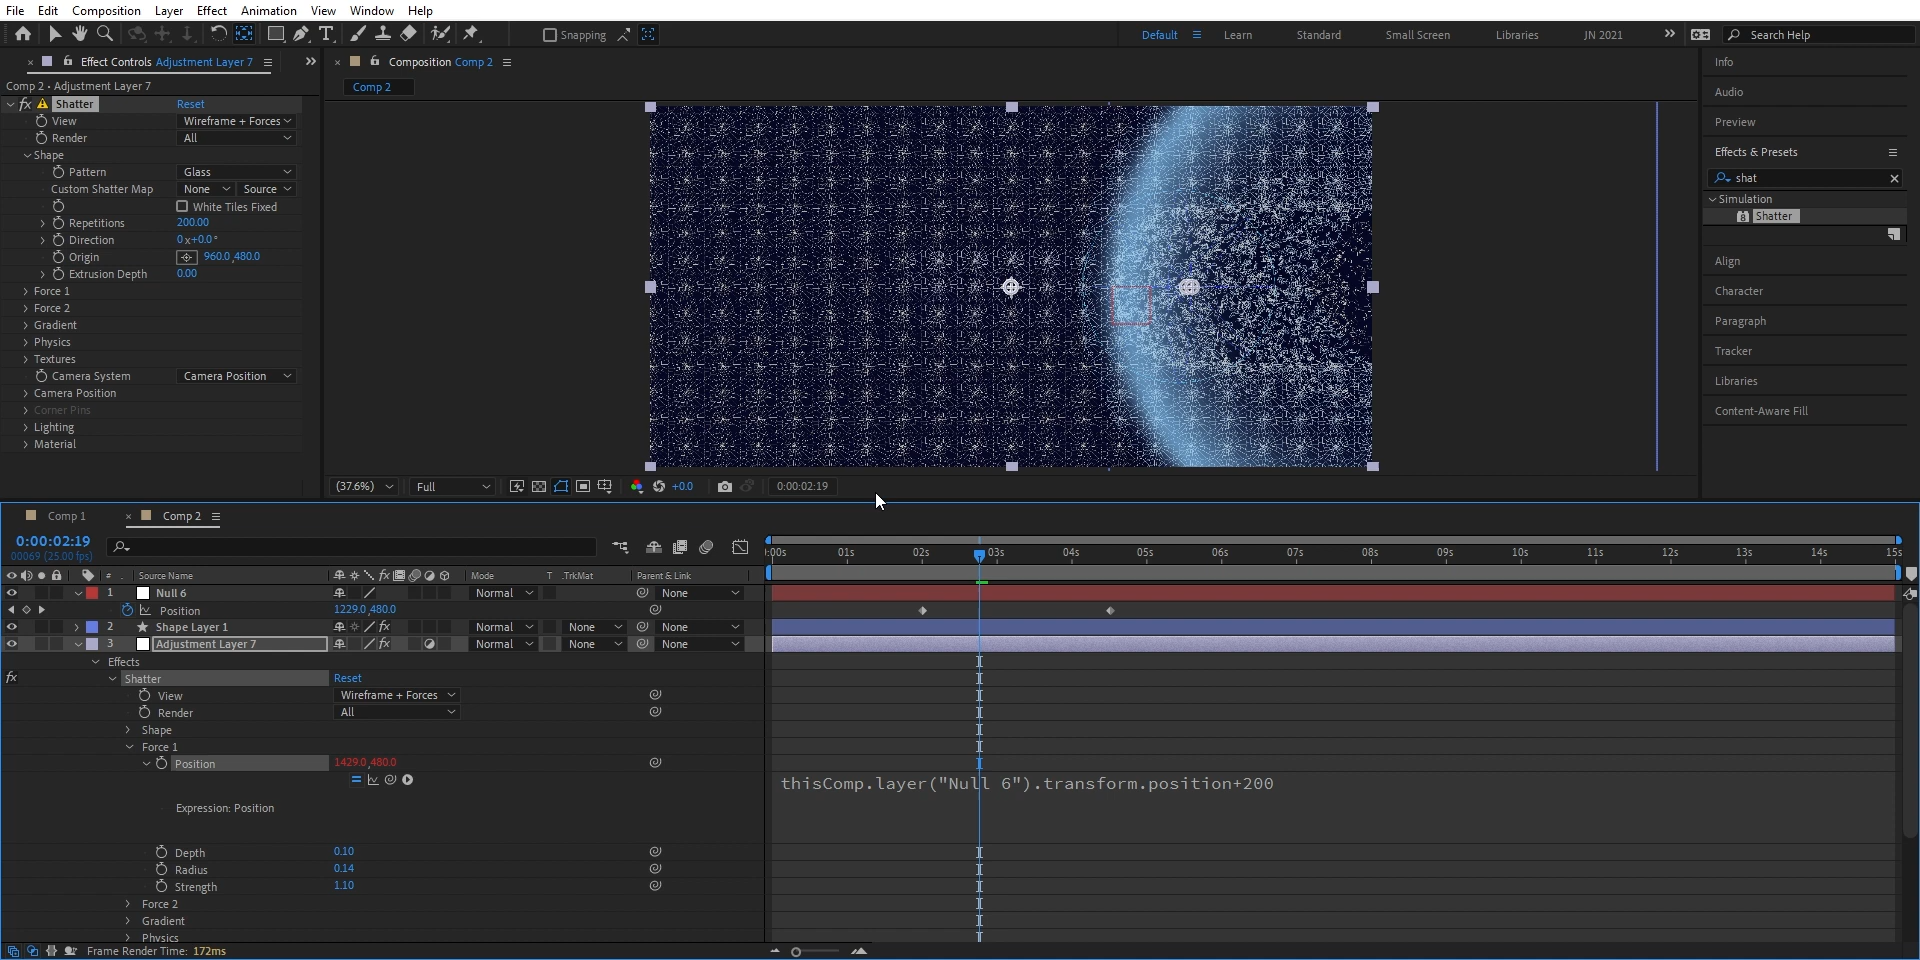 File Edit Composition Layer Effect Animation View Window Help
Snapping
Default Learn Standard Small Screen Libraries JN 2021 Search Help
Effect Controls Adjustment Layer 7
Composition Comp 2
Comp 2
Comp 2 • Adjustment Layer 7
fx Shatter Reset
View Wireframe + Forces
Render All
Shape
Pattern Glass
Custom Shatter Map None Source
White Tiles Fixed
Repetitions 200.00
Direction 0x+0.0°
Origin 960.0,480.0
Extrusion Depth 0.00
Force 1
Force 2
Gradient
Physics
Textures
Camera System Camera Position
Camera Position
Corner Pins
Lighting
Material
(37.6%) Full +0.0 0:00:02:19
Info
Audio
Preview
Effects & Presets
shat
Simulation
8 Shatter
Align
Character
Paragraph
Tracker
Libraries
Content-Aware Fill
Comp 1 Comp 2
0:00:02:19
00069 (25.00 fps)
:00s 01s 02s 03s 04s 05s 06s 07s 08s 09s 10s 11s 12s 13s 14s 15s
# Source Name fx Mode T .TrkMat Parent & Link
1 Null 6 Normal None
Position 1229.0,480.0
2 Shape Layer 1 fx Normal None None
3 Adjustment Layer 7 fx Normal None None
Effects
fx Shatter Reset
View Wireframe + Forces
Render All
Shape
Force 1
Position 1429.0,480.0
thisComp.layer("Null 6").transform.position+200
Expression: Position
Depth 0.10
Radius 0.14
Strength 1.10
Force 2
Gradient
Physics
Frame Render Time: 172ms